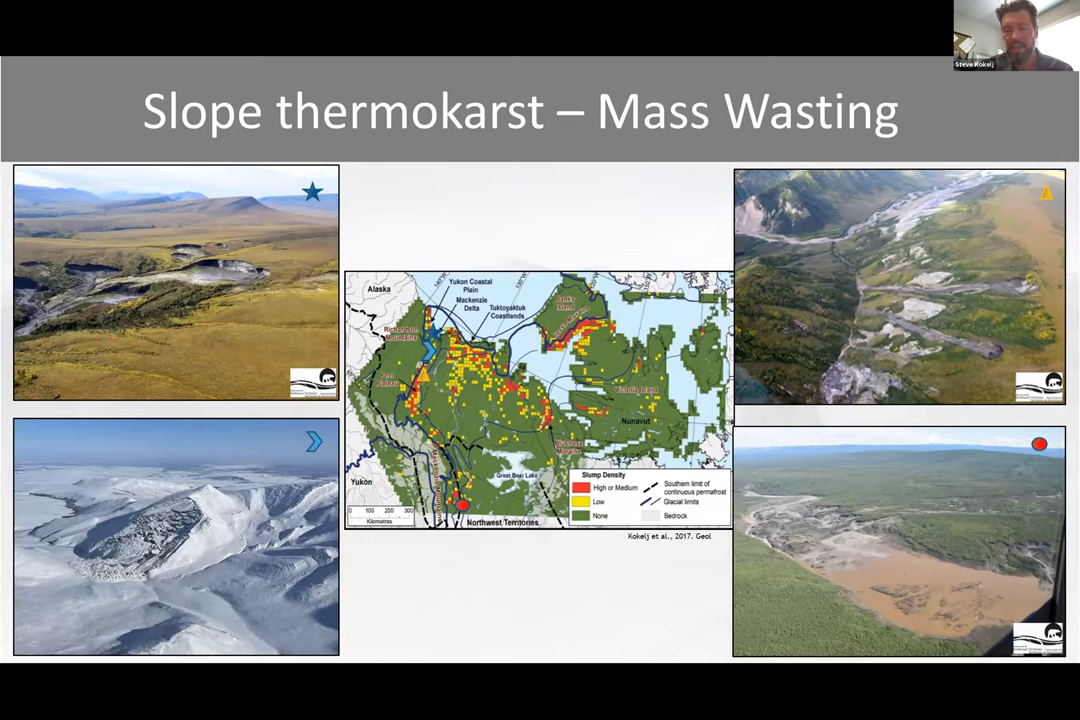 Steve Kokelj
Slope thermokarst – Mass Wasting
Alaska
Yukon Coastal
Plain
Mackenzie
Delta
Tuktoyaktuk
Coastlands
Banks
Island
Richardson
Mountains
Peel
Plateau
Victoria Island
Nunavut
Bluenose
Moraine
Great Bear Lake
Yukon
Northwest Territories
0 100 200 300
Kilometres
Slump Density
High or Medium
Low
None
Southern limit of
continuous permafrost
Glacial limits
Bedrock
Kokelj et al., 2017. Geol